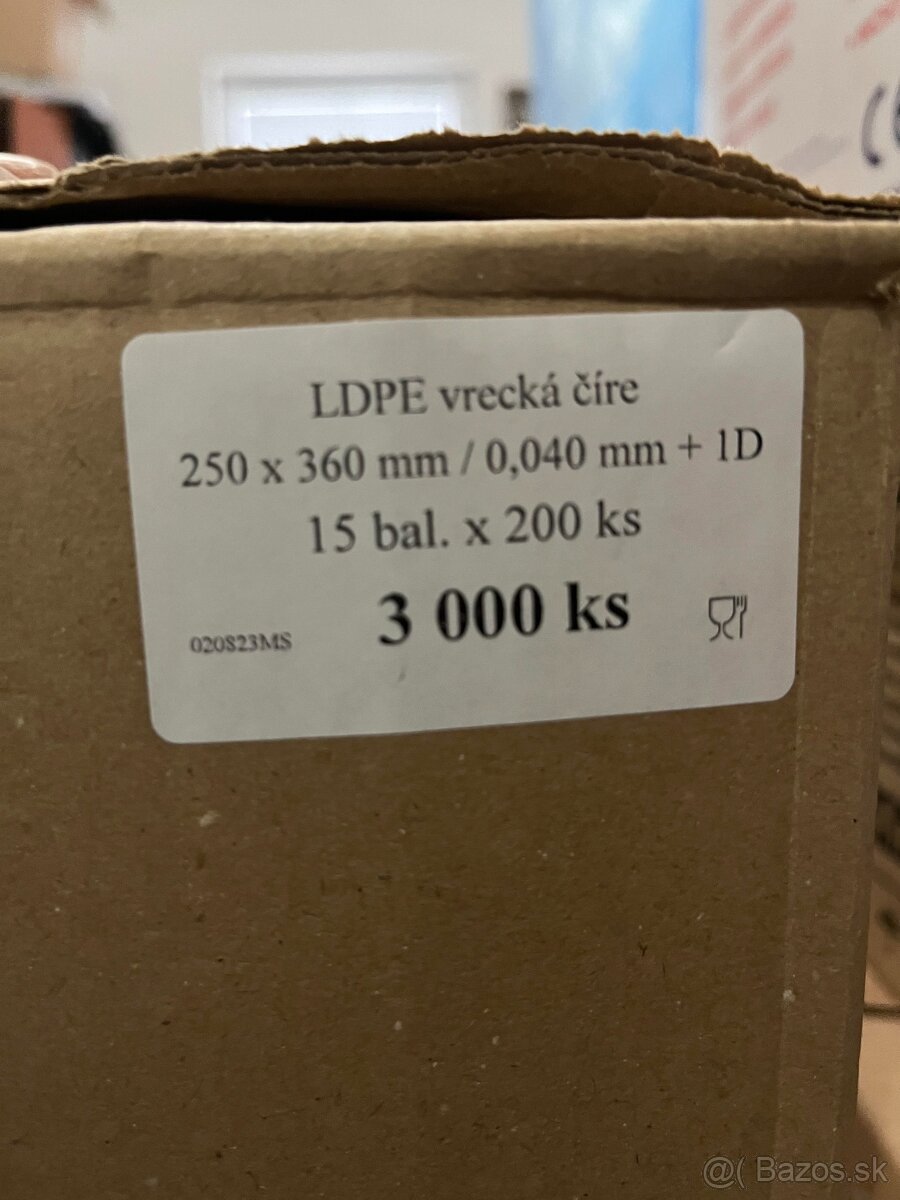 LDPE vrecká číre
250 x 360 mm / 0,040 mm + 1D
15 bal. x 200 ks
3 000 ks
020823MS
@( Bazos.sk